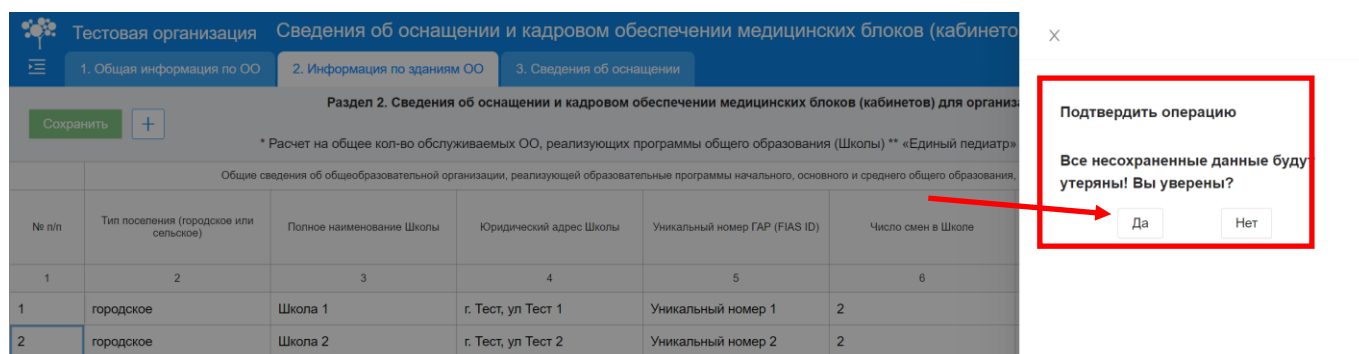 Тестовая организация Сведения об оснащении и кадровом обеспечении медицинских блоков (кабинето
1. Общая информация по ОО 2. Информация по зданиям ОО 3. Сведения об оснащении
Раздел 2. Сведения об оснащении и кадровом обеспечении медицинских блоков (кабинетов) для организа
Сохранить +
* Расчет на общее кол-во обслуживаемых ОО, реализующих программы общего образования (Школы) ** «Единый педиатр»
Общие сведения об общеобразовательной организации, реализующей образовательные программы начального, основного и среднего общего образования,
№ п/п Тип поселения (городское или
сельское) Полное наименование Школы Юридический адрес Школы Уникальный номер ГАР (FIAS ID) Число смен в Школе
1 2 3 4 5 6
1 городское Школа 1 г. Тест, ул Тест 1 Уникальный номер 1 2
2 городское Школа 2 г. Тест, ул Тест 2 Уникальный номер 2 2
Подтвердить операцию
Все несохраненные данные будут
утеряны! Вы уверены?
Да Нет